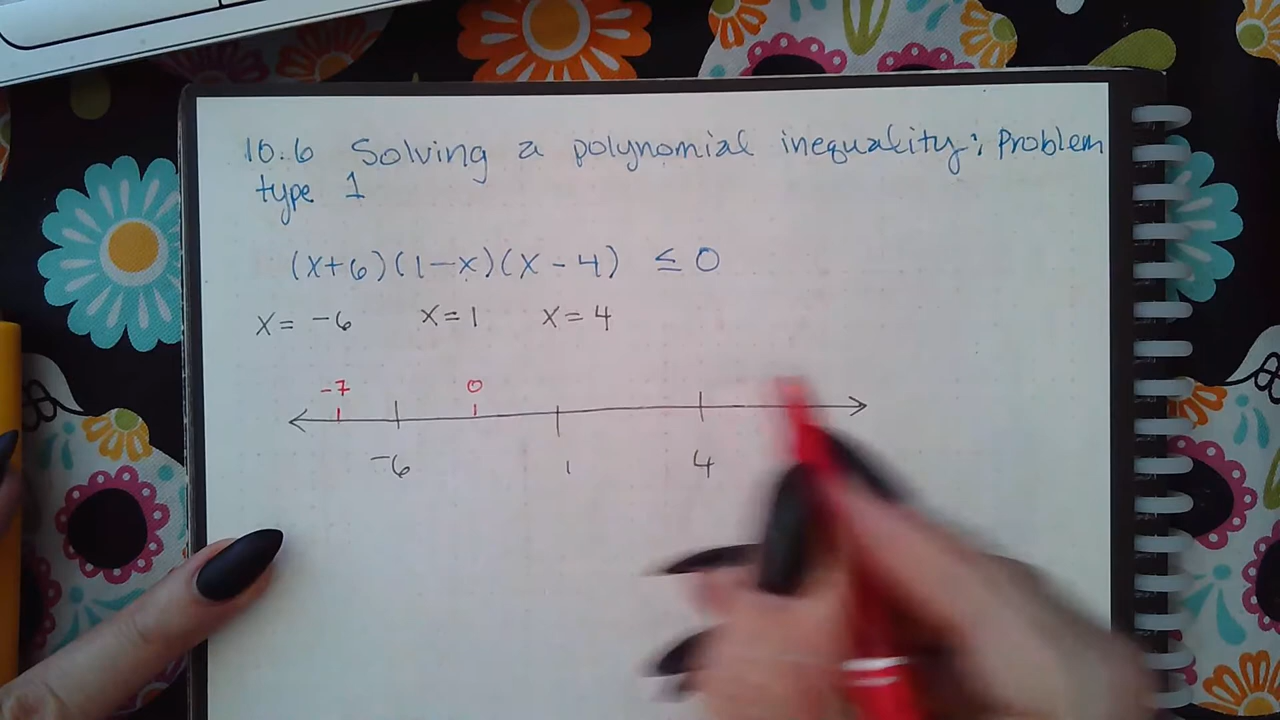 10.6 Solving a polynomial inequality: Problem
type 1
(x+6)(1-x)(x-4) ≤ 0
x = -6 x = 1 x = 4
-7 0
-6 1 4